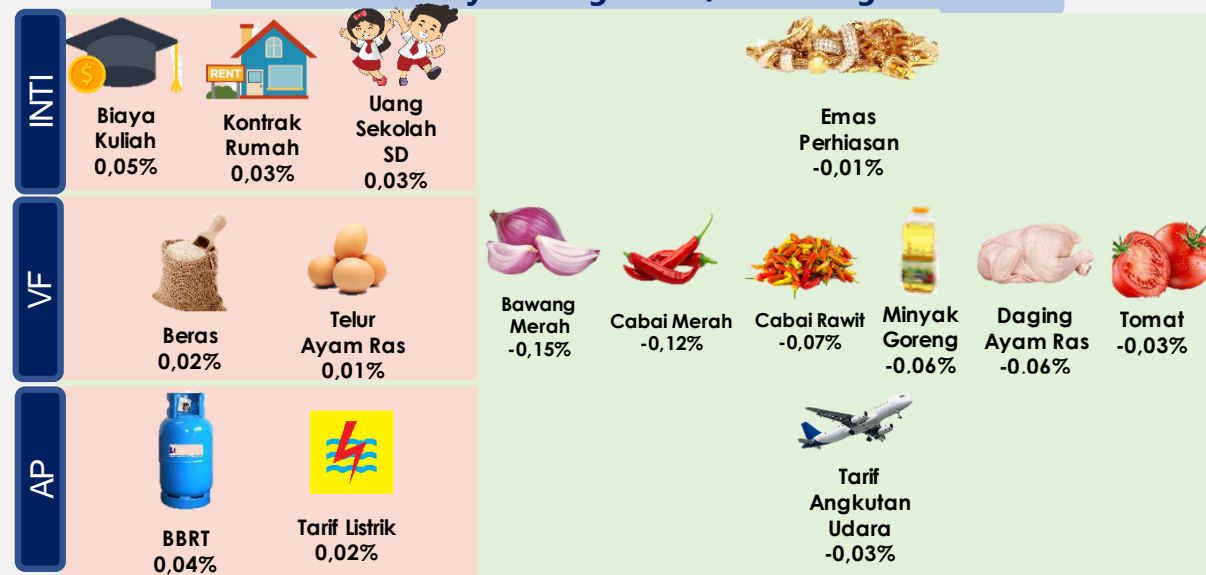 INTI
RENT
Biaya
Kuliah
0,05%
Kontrak
Rumah
0,03%
Uang
Sekolah
SD
0,03%
Emas
Perhiasan
-0,01%
VF
Beras
0,02%
Telur
Ayam Ras
0,01%
Bawang
Merah
-0,15%
Cabai Merah
-0,12%
Cabai Rawit
-0,07%
Minyak
Goreng
-0,06%
Daging
Ayam Ras
-0,06%
Tomat
-0,03%
AP
BBRT
0,04%
Tarif Listrik
0,02%
Tarif
Angkutan
Udara
-0,03%